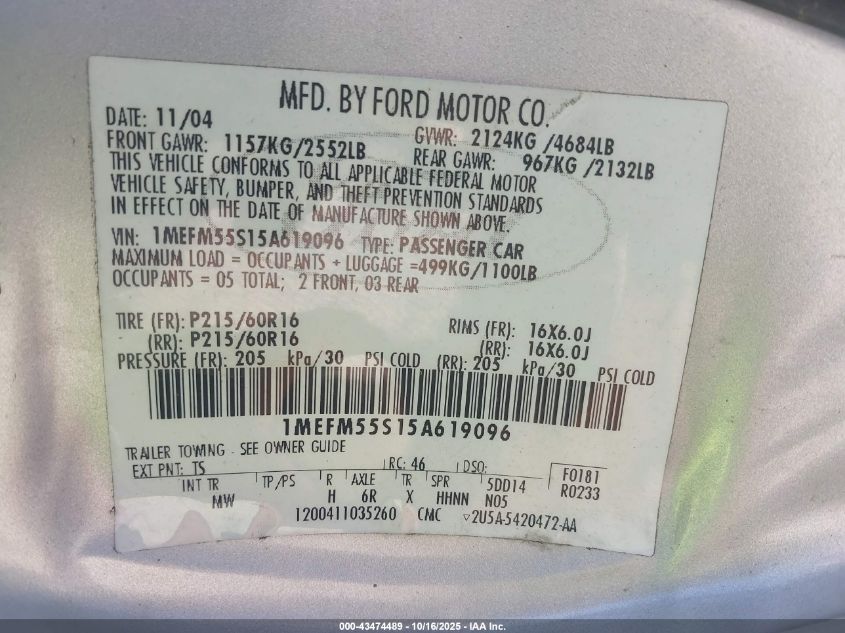 MFD. BY FORD MOTOR CO.
DATE: 11/04 GVWR: 2124KG /4684LB
FRONT GAWR: 1157KG/2552LB REAR GAWR: 967KG /2132LB
THIS VEHICLE CONFORMS TO ALL APPLICABLE FEDERAL MOTOR
VEHICLE SAFETY, BUMPER, AND THEFT PREVENTION STANDARDS
IN EFFECT ON THE DATE OF MANUFACTURE SHOWN ABOVE.
VIN: 1MEFM55S15A619096 TYPE: PASSENGER CAR
MAXIMUM LOAD = OCCUPANTS + LUGGAGE =499KG/1100LB
OCCUPANTS = 05 TOTAL; 2 FRONT, 03 REAR
TIRE (FR): P215/60R16 RIMS (FR): 16X6.0J
(RR): P215/60R16 (RR): 16X6.0J
PRESSURE (FR): 205 kPa/30 PSI COLD (RR): 205 kPa/30 PSI COLD
1MEFM55S15A619096
TRAILER TOWING - SEE OWNER GUIDE
EXT PNT: TS RC: 46 DSO: F0181
INT TR TP/PS R AXLE TR SPR 5DD14 R0233
MW H 6R X HHNN N05
1200411035260 CMC ▽2U5A-5420472-AA
000-43474489 - 10/16/2025 - IAA Inc.